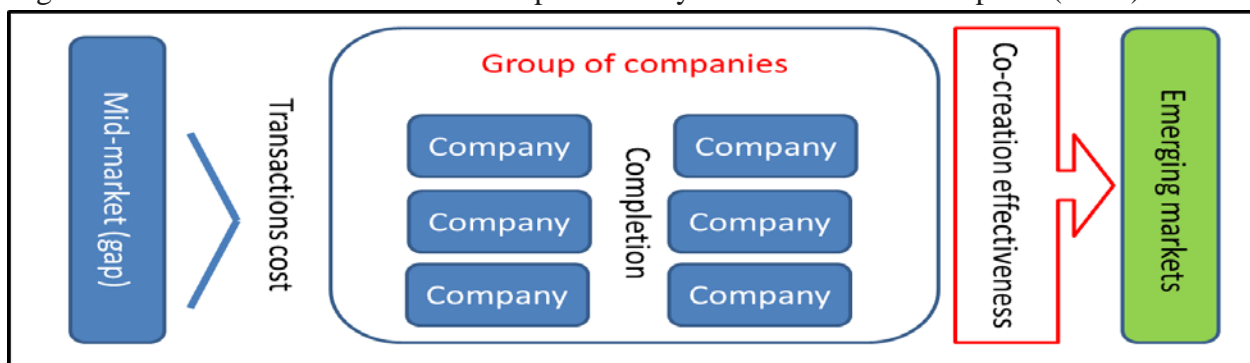 Mid-market (gap)
Transactions cost
Group of companies
Company
Company
Company
Completion
Company
Company
Company
Co-creation effectiveness
Emerging markets